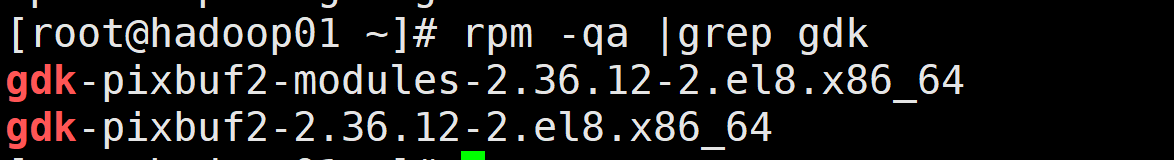 [root@hadoop01 ~]# rpm -qa |grep gdk
gdk-pixbuf2-modules-2.36.12-2.el8.x86_64
gdk-pixbuf2-2.36.12-2.el8.x86_64